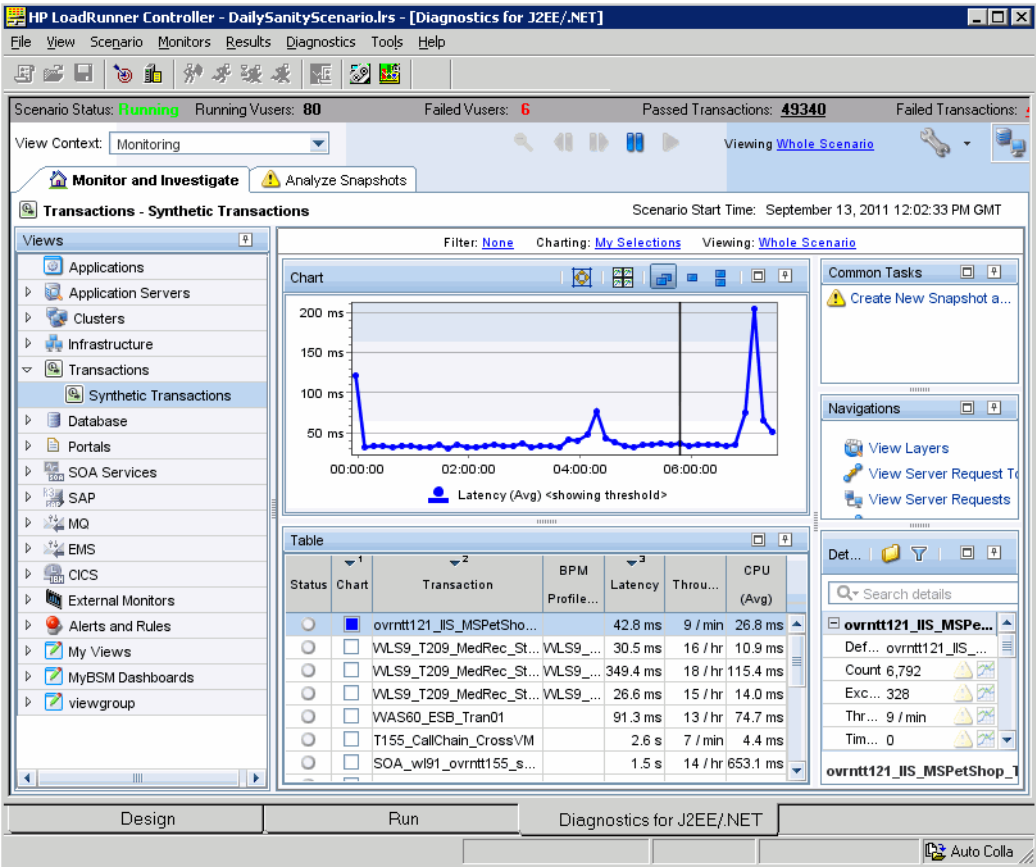 HP LoadRunner Controller - DailySanityScenario.lrs - [Diagnostics for J2EE/.NET]
File View Scenario Monitors Results Diagnostics Tools Help
Scenario Status: Running Running Vusers: 80 Failed Vusers: 6 Passed Transactions: 49340 Failed Transactions:
View Context: Monitoring Viewing Whole Scenario
Monitor and Investigate Analyze Snapshots
Transactions - Synthetic Transactions Scenario Start Time: September 13, 2011 12:02:33 PM GMT
Views
Applications
Application Servers
Clusters
Infrastructure
Transactions
Synthetic Transactions
Database
Portals
SOA Services
SAP
MQ
EMS
CICS
External Monitors
Alerts and Rules
My Views
MyBSM Dashboards
viewgroup
Filter: None Charting: My Selections Viewing: Whole Scenario
Chart
200 ms
150 ms
100 ms
50 ms
00:00:00 02:00:00 04:00:00 06:00:00
Latency (Avg) <showing threshold>
Table
Status Chart 1 Transaction 2 BPM Profile... Latency 3 Throu... CPU (Avg)
ovrntt121_IIS_MSPetSho... 42.8 ms 9 / min 26.8 ms
WLS9_T209_MedRec_St... WLS9_... 30.5 ms 16 / hr 10.9 ms
WLS9_T209_MedRec_St... WLS9_... 349.4 ms 18 / hr 115.4 ms
WLS9_T209_MedRec_St... WLS9_... 26.6 ms 15 / hr 14.0 ms
WAS60_ESB_Tran01 91.3 ms 13 / hr 74.7 ms
T155_CallChain_CrossVM 2.6 s 7 / min 4.4 ms
SOA_wl91_ovrntt155_s... 1.5 s 14 / hr 653.1 ms
Common Tasks
Create New Snapshot a...
Navigations
View Layers
View Server Request To
View Server Requests
Det...
Search details
ovrntt121_IIS_MSPe...
Def... ovrntt121_IIS_...
Count 6,792
Exc... 328
Thr... 9 / min
Tim... 0
ovrntt121_IIS_MSPetShop_T
Design Run Diagnostics for J2EE/.NET
Auto Colla